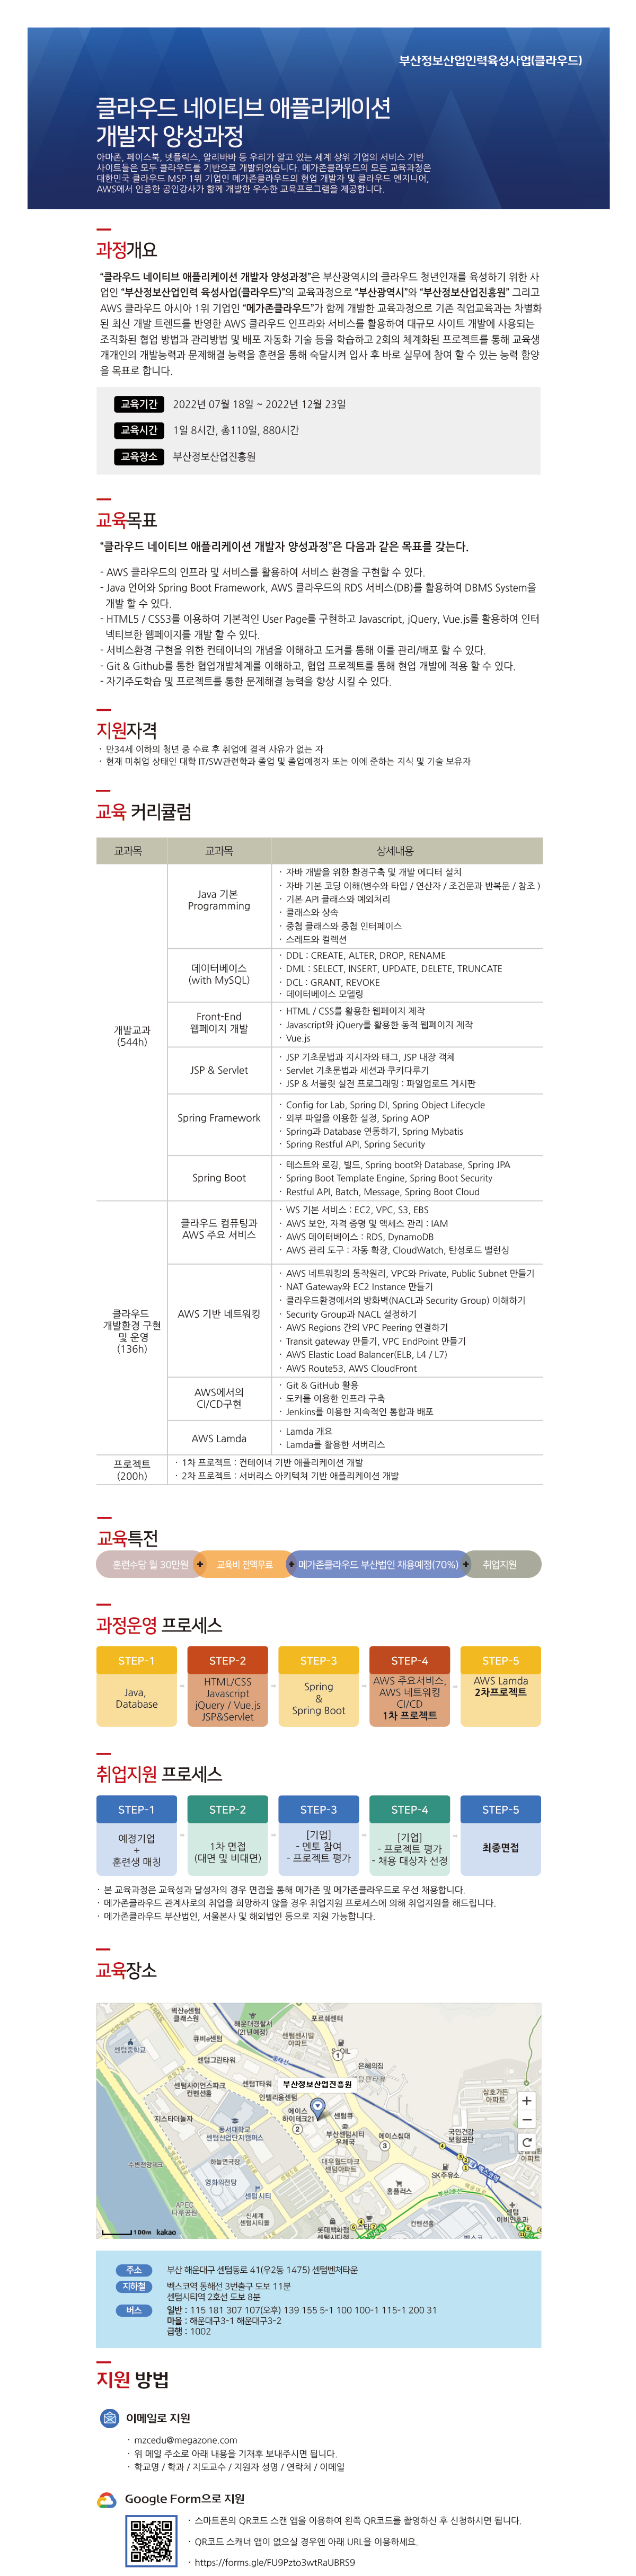 부산정보산업인력육성사업(클라우드)
클라우드 네이티브 애플리케이션
개발자 양성과정
아마존, 페이스북, 넷플릭스, 알리바바 등 우리가 알고 있는 세계 상위 기업의 서비스 기반
사이트들은 모두 클라우드를 기반으로 개발되었습니다. 메가존클라우드의 모든 교육과정은
대한민국 클라우드 MSP 1위 기업인 메가존클라우드의 현업 개발자 및 클라우드 엔지니어,
AWS에서 인증한 공인강사가 함께 개발한 우수한 교육프로그램을 제공합니다.
과정개요
“클라우드 네이티브 애플리케이션 개발자 양성과정”은 부산광역시의 클라우드 청년인재를 육성하기 위한 사
업인 “부산정보산업인력 육성사업(클라우드)”의 교육과정으로 “부산광역시”와 “부산정보산업진흥원” 그리고
AWS 클라우드 아시아 1위 기업인 “메가존클라우드”가 함께 개발한 교육과정으로 기존 직업교육과는 차별화
된 최신 개발 트렌드를 반영한 AWS 클라우드 인프라와 서비스를 활용하여 대규모 사이트 개발에 사용되는
조직화된 협업 방법과 관리방법 및 배포 자동화 기술 등을 학습하고 2회의 체계화된 프로젝트를 통해 교육생
개개인의 개발능력과 문제해결 능력을 훈련을 통해 숙달시켜 입사 후 바로 실무에 참여 할 수 있는 능력 함양
을 목표로 합니다.
교육기간 2022년 07월 18일 ~ 2022년 12월 23일
교육시간 1일 8시간, 총110일, 880시간
교육장소 부산정보산업진흥원
교육목표
“클라우드 네이티브 애플리케이션 개발자 양성과정”은 다음과 같은 목표를 갖는다.
- AWS 클라우드의 인프라 및 서비스를 활용하여 서비스 환경을 구현할 수 있다.
- Java 언어와 Spring Boot Framework, AWS 클라우드의 RDS 서비스(DB)를 활용하여 DBMS System을
개발 할 수 있다.
- HTML5 / CSS3를 이용하여 기본적인 User Page를 구현하고 Javascript, jQuery, Vue.js를 활용하여 인터
넥티브한 웹페이지를 개발 할 수 있다.
- 서비스환경 구현을 위한 컨테이너의 개념을 이해하고 도커를 통해 이를 관리/배포 할 수 있다.
- Git & Github를 통한 협업개발체계를 이해하고, 협업 프로젝트를 통해 현업 개발에 적용 할 수 있다.
- 자기주도학습 및 프로젝트를 통한 문제해결 능력을 향상 시킬 수 있다.
지원자격
· 만34세 이하의 청년 중 수료 후 취업에 결격 사유가 없는 자
· 현재 미취업 상태인 대학 IT/SW관련학과 졸업 및 졸업예정자 또는 이에 준하는 지식 및 기술 보유자
교육 커리큘럼
교과목 교과목 상세내용
개발교과
(544h)
Java 기본
Programming
· 자바 개발을 위한 환경구축 및 개발 에디터 설치
· 자바 기본 코딩 이해(변수와 타입 / 연산자 / 조건문과 반복문 / 참조 )
· 기본 API 클래스와 예외처리
· 클래스와 상속
· 중첩 클래스와 중첩 인터페이스
· 스레드와 컬렉션
데이터베이스
(with MySQL)
· DDL : CREATE, ALTER, DROP, RENAME
· DML : SELECT, INSERT, UPDATE, DELETE, TRUNCATE
· DCL : GRANT, REVOKE
· 데이터베이스 모델링
Front-End
웹페이지 개발
· HTML / CSS를 활용한 웹페이지 제작
· Javascript와 jQuery를 활용한 동적 웹페이지 제작
· Vue.js
JSP & Servlet
· JSP 기초문법과 지시자와 태그, JSP 내장 객체
· Servlet 기초문법과 세션과 쿠키다루기
· JSP & 서블릿 실전 프로그래밍 : 파일업로드 게시판
Spring Framework
· Config for Lab, Spring DI, Spring Object Lifecycle
· 외부 파일을 이용한 설정, Spring AOP
· Spring과 Database 연동하기, Spring Mybatis
· Spring Restful API, Spring Security
Spring Boot
· 테스트와 로깅, 빌드, Spring boot와 Database, Spring JPA
· Spring Boot Template Engine, Spring Boot Security
· Restful API, Batch, Message, Spring Boot Cloud
클라우드
개발환경 구현
및 운영
(136h)
클라우드 컴퓨팅과
AWS 주요 서비스
· WS 기본 서비스 : EC2, VPC, S3, EBS
· AWS 보안, 자격 증명 및 액세스 관리 : IAM
· AWS 데이터베이스 : RDS, DynamoDB
· AWS 관리 도구 : 자동 확장, CloudWatch, 탄성로드 밸런싱
AWS 기반 네트워킹
· AWS 네트워킹의 동작원리, VPC와 Private, Public Subnet 만들기
· NAT Gateway와 EC2 Instance 만들기
· 클라우드환경에서의 방화벽(NACL과 Security Group) 이해하기
· Security Group과 NACL 설정하기
· AWS Regions 간의 VPC Peering 연결하기
· Transit gateway 만들기, VPC EndPoint 만들기
· AWS Elastic Load Balancer(ELB, L4 / L7)
· AWS Route53, AWS CloudFront
AWS에서의
CI/CD구현
· Git & GitHub 활용
· 도커를 이용한 인프라 구축
· Jenkins를 이용한 지속적인 통합과 배포
AWS Lamda
· Lamda 개요
· Lamda를 활용한 서버리스
프로젝트
(200h)
· 1차 프로젝트 : 컨테이너 기반 애플리케이션 개발
· 2차 프로젝트 : 서버리스 아키텍쳐 기반 애플리케이션 개발
교육특전
훈련수당 월 30만원 + 교육비 전액무료 + 메가존클라우드 부산법인 채용예정(70%) + 취업지원
과정운영 프로세스
STEP-1
Java,
Database
STEP-2
HTML/CSS
Javascript
jQuery / Vue.js
JSP&Servlet
STEP-3
Spring
&
Spring Boot
STEP-4
AWS 주요서비스,
AWS 네트워킹
CI/CD
1차 프로젝트
STEP-5
AWS Lamda
2차프로젝트
취업지원 프로세스
STEP-1
예정기업
+
훈련생 매칭
STEP-2
1차 면접
(대면 및 비대면)
STEP-3
[기업]
- 멘토 참여
- 프로젝트 평가
STEP-4
[기업]
- 프로젝트 평가
- 채용 대상자 선정
STEP-5
최종면접
· 본 교육과정은 교육성과 달성자의 경우 면접을 통해 메가존 및 메가존클라우드로 우선 채용합니다.
· 메가존클라우드 관계사로의 취업을 희망하지 않을 경우 취업지원 프로세스에 의해 취업지원을 해드립니다.
· 메가존클라우드 부산법인, 서울본사 및 해외법인 등으로 지원 가능합니다.
교육장소
벽산e센텀
클래스원
해운대경찰서
(21년예정)
포르쉐센터
큐비e센텀
센텀센시빌
아파트
S-OIL
센텀중학교
센텀그린타워
은혜의집
센텀사이언스파크
컨벤션홀
센텀T타워
부산정보산업진흥원
인텔리움센텀
삼호가든
아파트
에이스
하이테크21
센텀큐
지스타더놀자
동서대학교
센텀산업단지캠퍼스
부산센텀시티
우체국
에이스침대
국민건강
보험공단
수변전망테크
하늘연극장
대우월드마크
센텀아파트
SK주유소
영화의전당
홈플러스
센텀시티
APEC
나루공원
신세계
센텀시티몰
롯데백화점
센텀시티점
컨벤션홀
100m kakao
주소 부산 해운대구 센텀동로 41(우2동 1475) 센텀벤처타운
지하철 벡스코역 동해선 3번출구 도보 11분
센텀시티역 2호선 도보 8분
버스 일반 : 115 181 307 107(오후) 139 155 5-1 100 100-1 115-1 200 31
마을 : 해운대구3-1 해운대구3-2
급행 : 1002
지원 방법
이메일로 지원
· mzcedu@megazone.com
· 위 메일 주소로 아래 내용을 기재후 보내주시면 됩니다.
· 학교명 / 학과 / 지도교수 / 지원자 성명 / 연락처 / 이메일
Google Form으로 지원
· 스마트폰의 QR코드 스캔 앱을 이용하여 왼쪽 QR코드를 촬영하신 후 신청하시면 됩니다.
· QR코드 스캐너 앱이 없으실 경우엔 아래 URL을 이용하세요.
· https://forms.gle/FU9Pzto3wtRaUBRS9